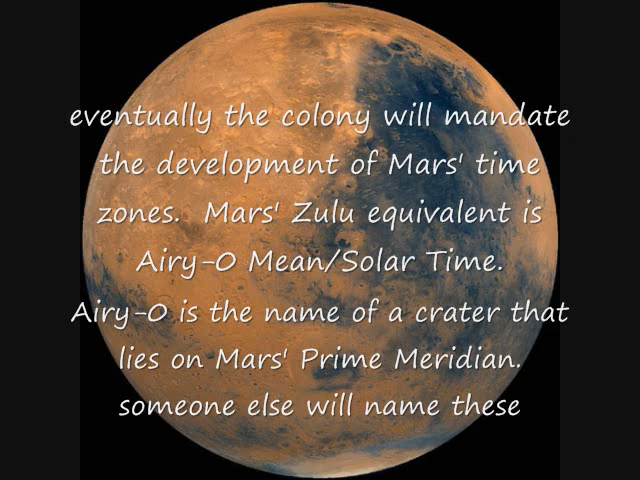 eventually the colony will mandate
the development of Mars' time
zones.  Mars' Zulu equivalent is
Airy-0 Mean/Solar Time.
Airy-0 is the name of a crater that
lies on Mars' Prime Meridian.
someone else will name these